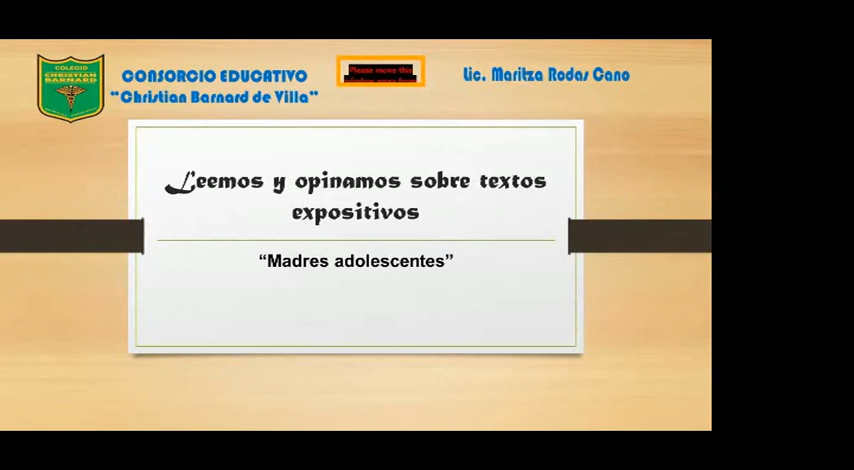 COLEGIO
CHRISTIAN
BARNARD
CONSORCIO EDUCATIVO
"Christian Barnard de Villa"
Please move this
Lic. Maritza Rodas Cano
Leemos y opinamos sobre textos
expositivos
“Madres adolescentes”